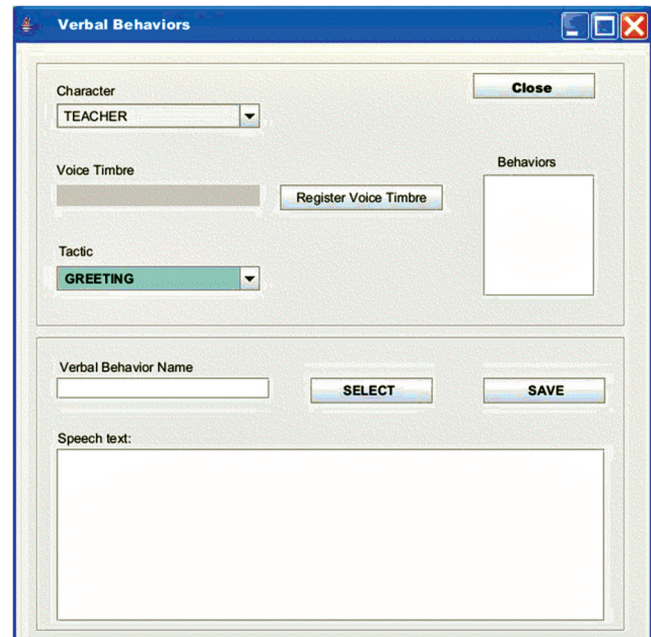 Verbal Behaviors
Character
Close
TEACHER
Voice Timbre
Behaviors
Register Voice Timbre
Tactic
GREETING
Verbal Behavior Name
SELECT
SAVE
Speech text: